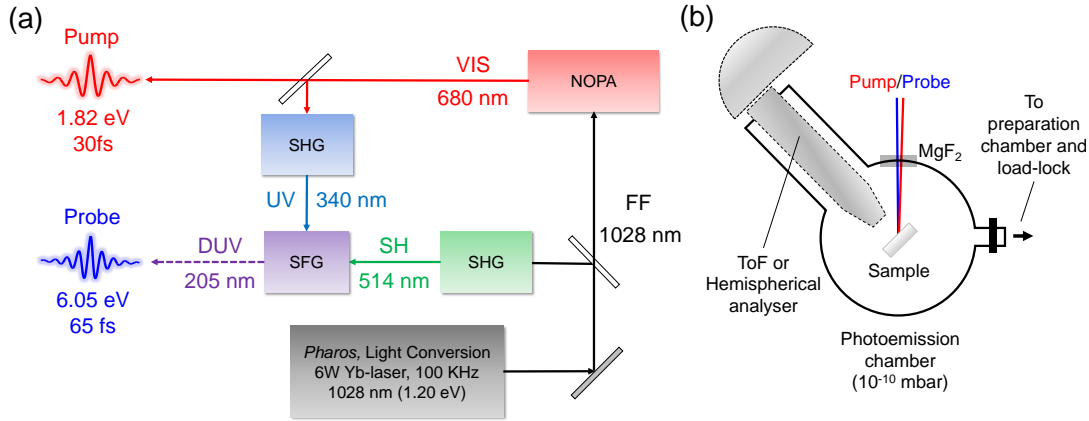 (a)
Pump
1.82 eV
30fs
VIS
680 nm
NOPA
SHG
UV 340 nm
FF
1028 nm
Probe
6.05 eV
65 fs
DUV
205 nm
SFG
SH
514 nm
SHG
Pharos, Light Conversion
6W Yb-laser, 100 KHz
1028 nm (1.20 eV)
(b)
Pump/Probe
MgF₂
To
preparation
chamber and
load-lock
Sample
ToF or
Hemispherical
analyser
Photoemission
chamber
(10⁻¹⁰ mbar)